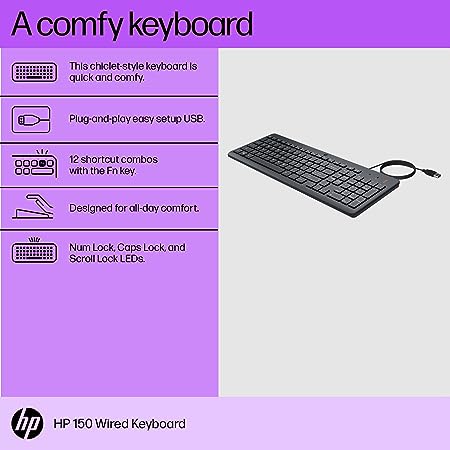 A comfy keyboard
This chiclet-style keyboard is
quick and comfy.
Plug-and-play easy setup USB.
12 shortcut combos
with the Fn key.
Designed for all-day comfort.
Num Lock, Caps Lock, and
Scroll Lock LEDs.
hp
HP 150 Wired Keyboard